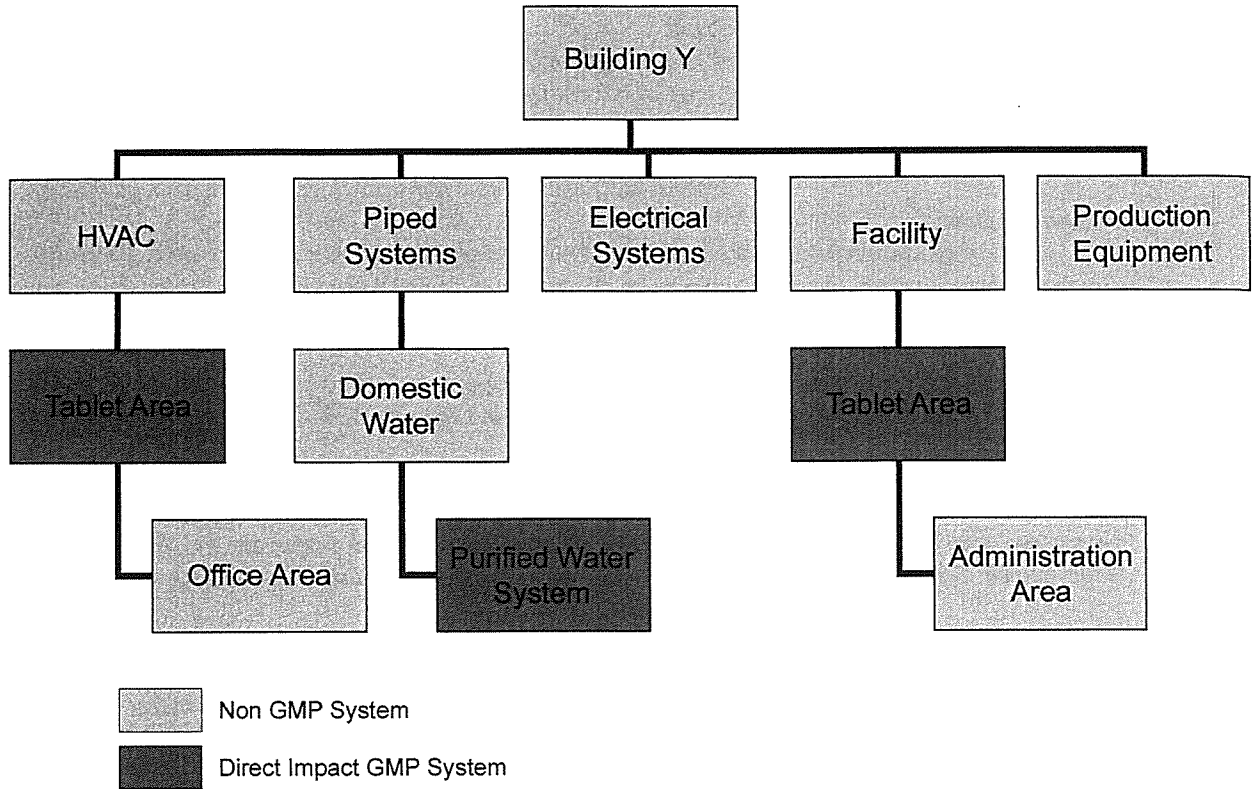 Building Y
HVAC
Piped
Systems
Electrical
Systems
Facility
Production
Equipment
Tablet Area
Domestic
Water
Tablet Area
Office Area
Purified Water
System
Administration
Area
Non GMP System
Direct Impact GMP System